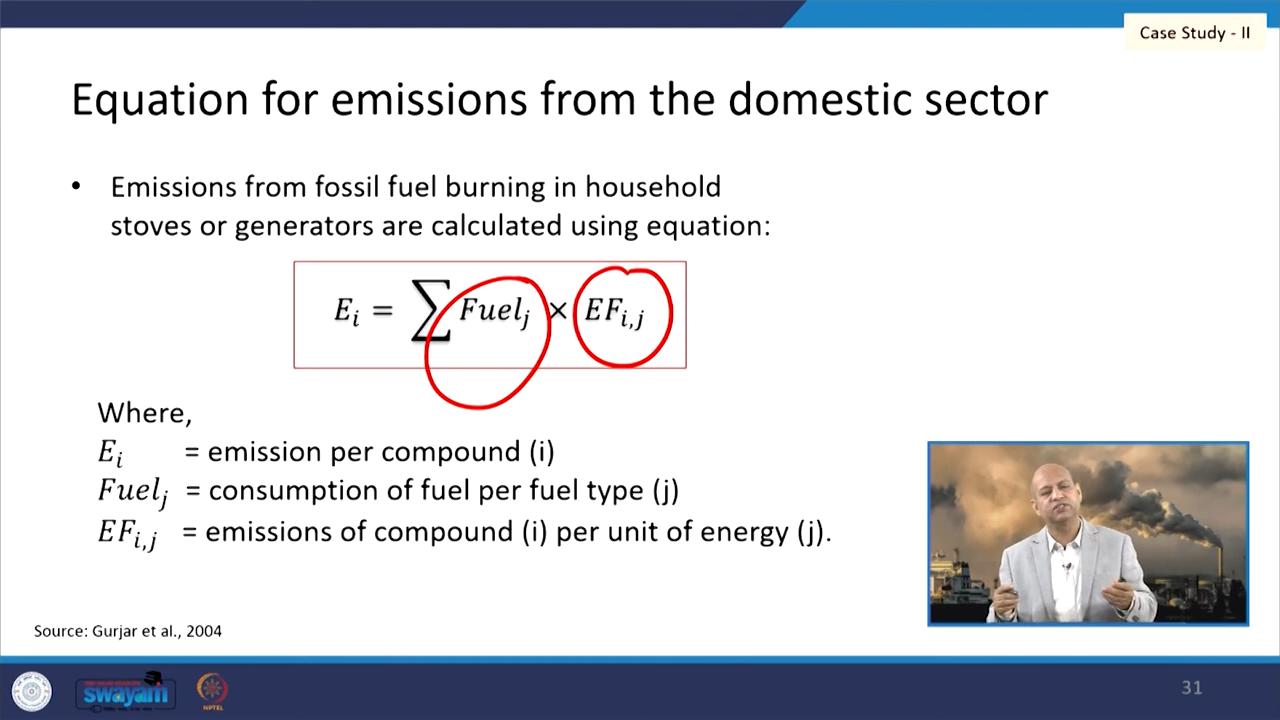 Case Study - II
Equation for emissions from the domestic sector
• Emissions from fossil fuel burning in household
stoves or generators are calculated using equation:
E_i = ∑ Fuel_j × EF_{i,j}
Where,
E_i = emission per compound (i)
Fuel_j = consumption of fuel per fuel type (j)
EF_{i,j} = emissions of compound (i) per unit of energy (j).
Source: Gurjar et al., 2004
swayam
NPTEL
31